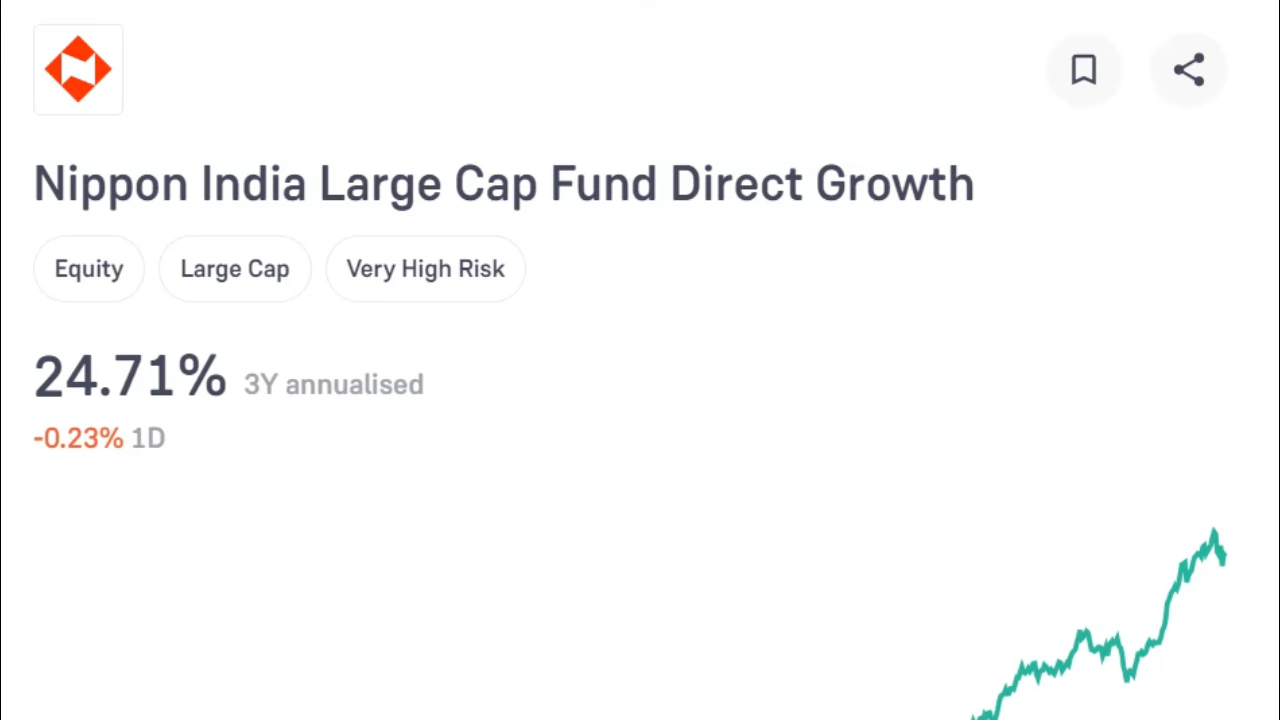 Nippon India Large Cap Fund Direct Growth
Equity Large Cap Very High Risk
24.71% 3Y annualised
-0.23% 1D